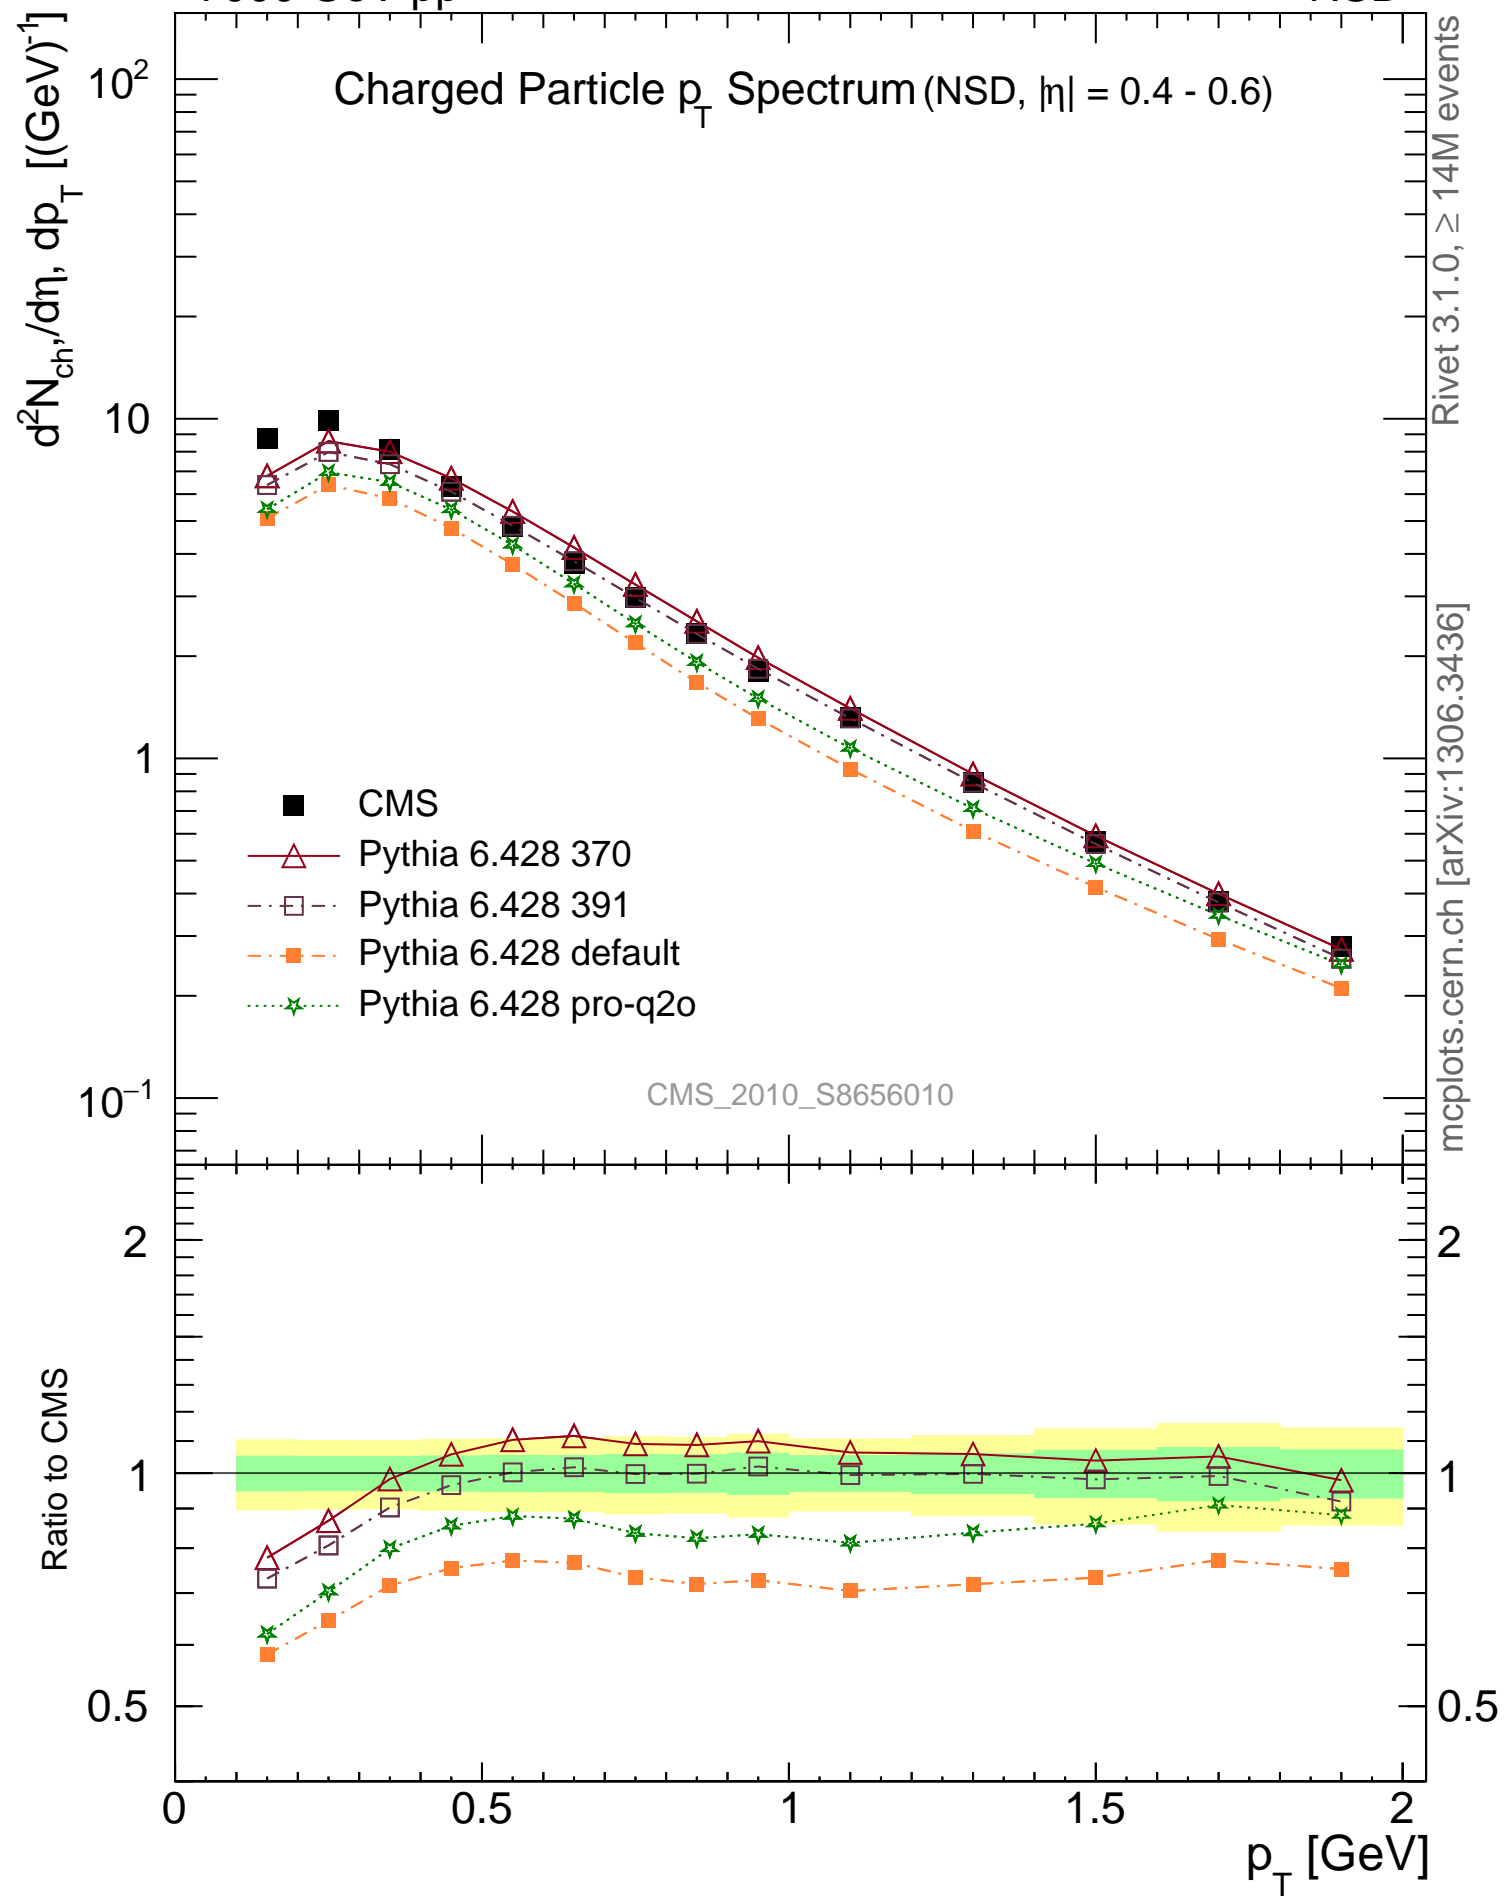 d²N_ch,/dη, dp_T [(GeV)⁻¹]
Charged Particle p_T Spectrum (NSD, |η| = 0.4 - 0.6)
10²
10
1
10⁻¹
CMS
Pythia 6.428 370
Pythia 6.428 391
Pythia 6.428 default
Pythia 6.428 pro-q2o
CMS_2010_S8656010
Rivet 3.1.0, ≥ 14M events
mcplots.cern.ch [arXiv:1306.3436]
Ratio to CMS
2
1
0.5
2
1
0.5
0
0.5
1
1.5
2
p_T [GeV]